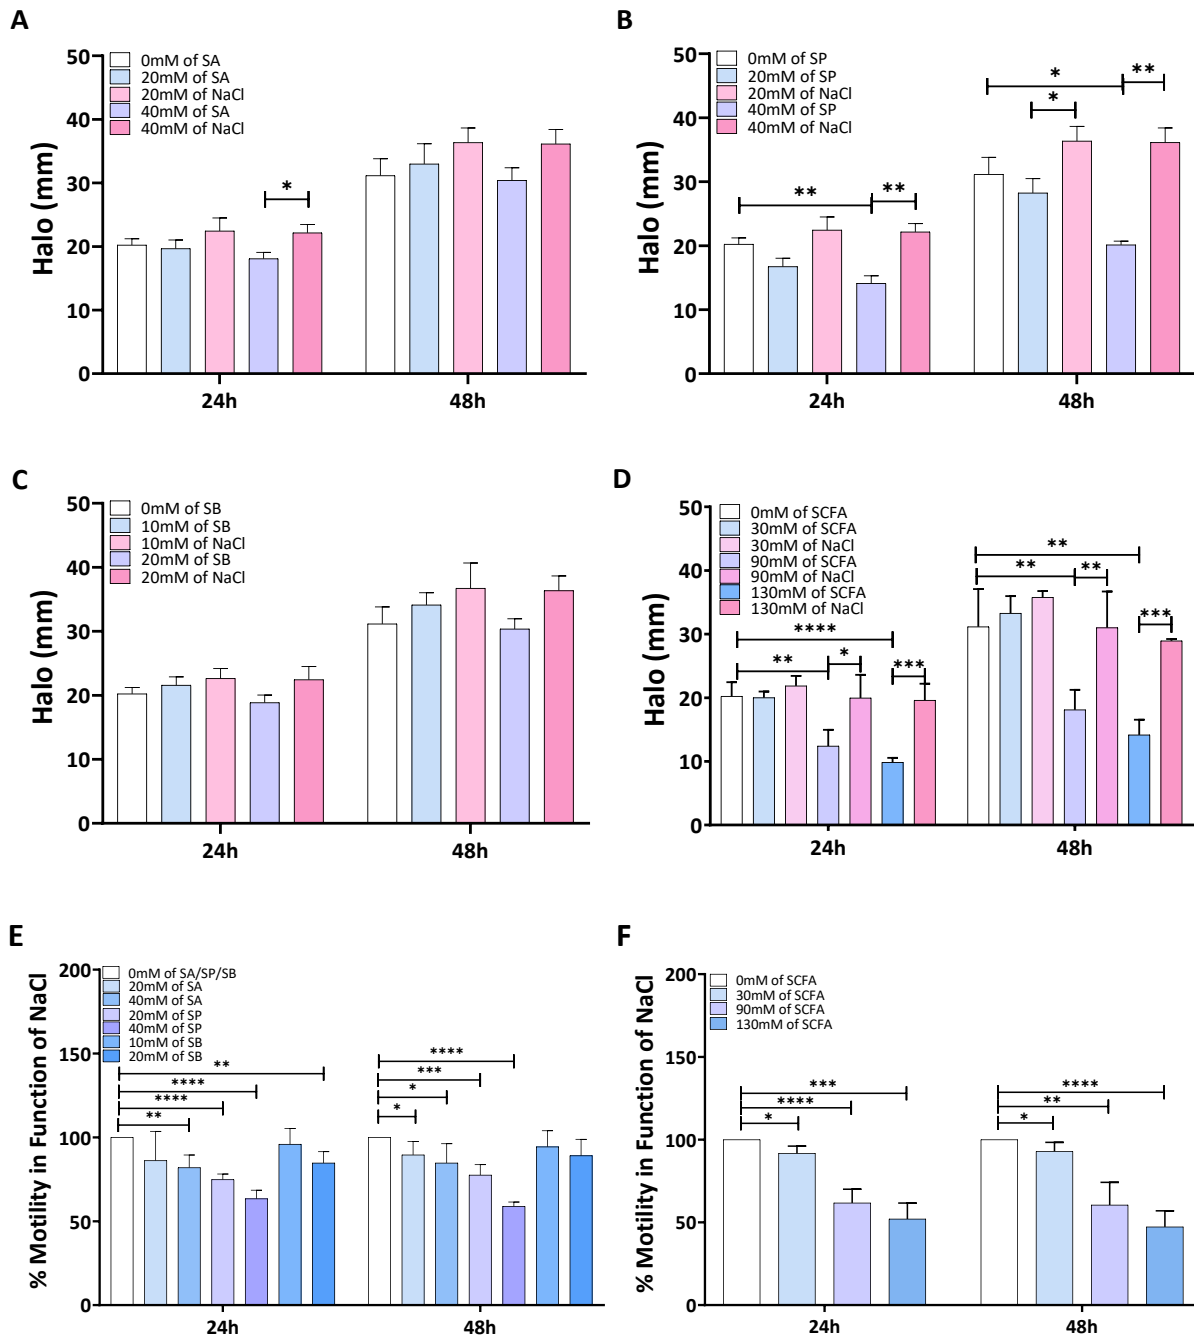 A
0mM of SA
20mM of SA
20mM of NaCl
40mM of SA
40mM of NaCl
Halo (mm)
50
40
30
20
10
0
*
24h
48h
B
0mM of SP
20mM of SP
20mM of NaCl
40mM of SP
40mM of NaCl
Halo (mm)
50
40
30
20
10
0
**
**
*
*
**
24h
48h
C
0mM of SB
10mM of SB
10mM of NaCl
20mM of SB
20mM of NaCl
Halo (mm)
50
40
30
20
10
0
24h
48h
D
0mM of SCFA
30mM of SCFA
30mM of NaCl
90mM of SCFA
90mM of NaCl
130mM of SCFA
130mM of NaCl
Halo (mm)
50
40
30
20
10
0
****
**
*
***
**
**
**
***
24h
48h
E
0mM of SA/SP/SB
20mM of SA
40mM of SA
20mM of SP
40mM of SP
10mM of SB
20mM of SB
% Motility in Function of NaCl
200
150
100
50
0
**
****
****
**
****
***
*
*
24h
48h
F
0mM of SCFA
30mM of SCFA
90mM of SCFA
130mM of SCFA
% Motility in Function of NaCl
200
150
100
50
0
***
****
*
****
**
*
24h
48h